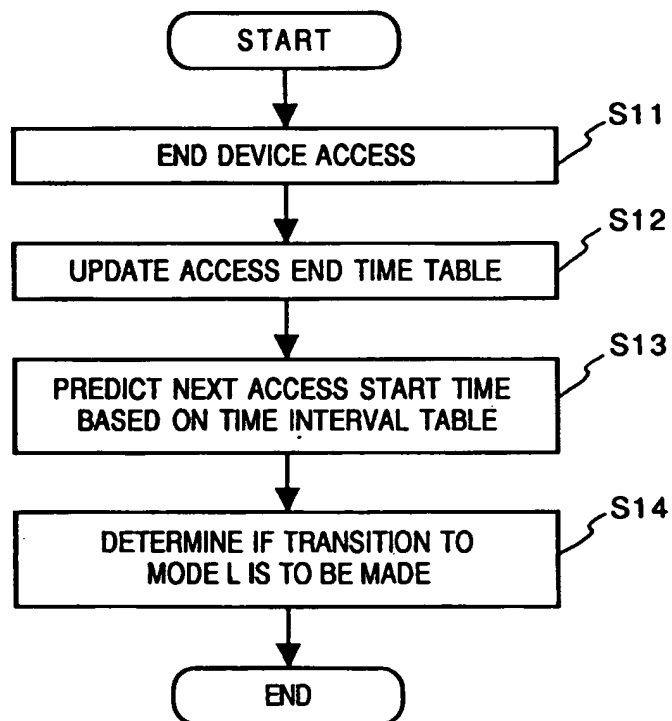 START
S11
END DEVICE ACCESS
S12
UPDATE ACCESS END TIME TABLE
S13
PREDICT NEXT ACCESS START TIME
BASED ON TIME INTERVAL TABLE
S14
DETERMINE IF TRANSITION TO
MODE L IS TO BE MADE
END